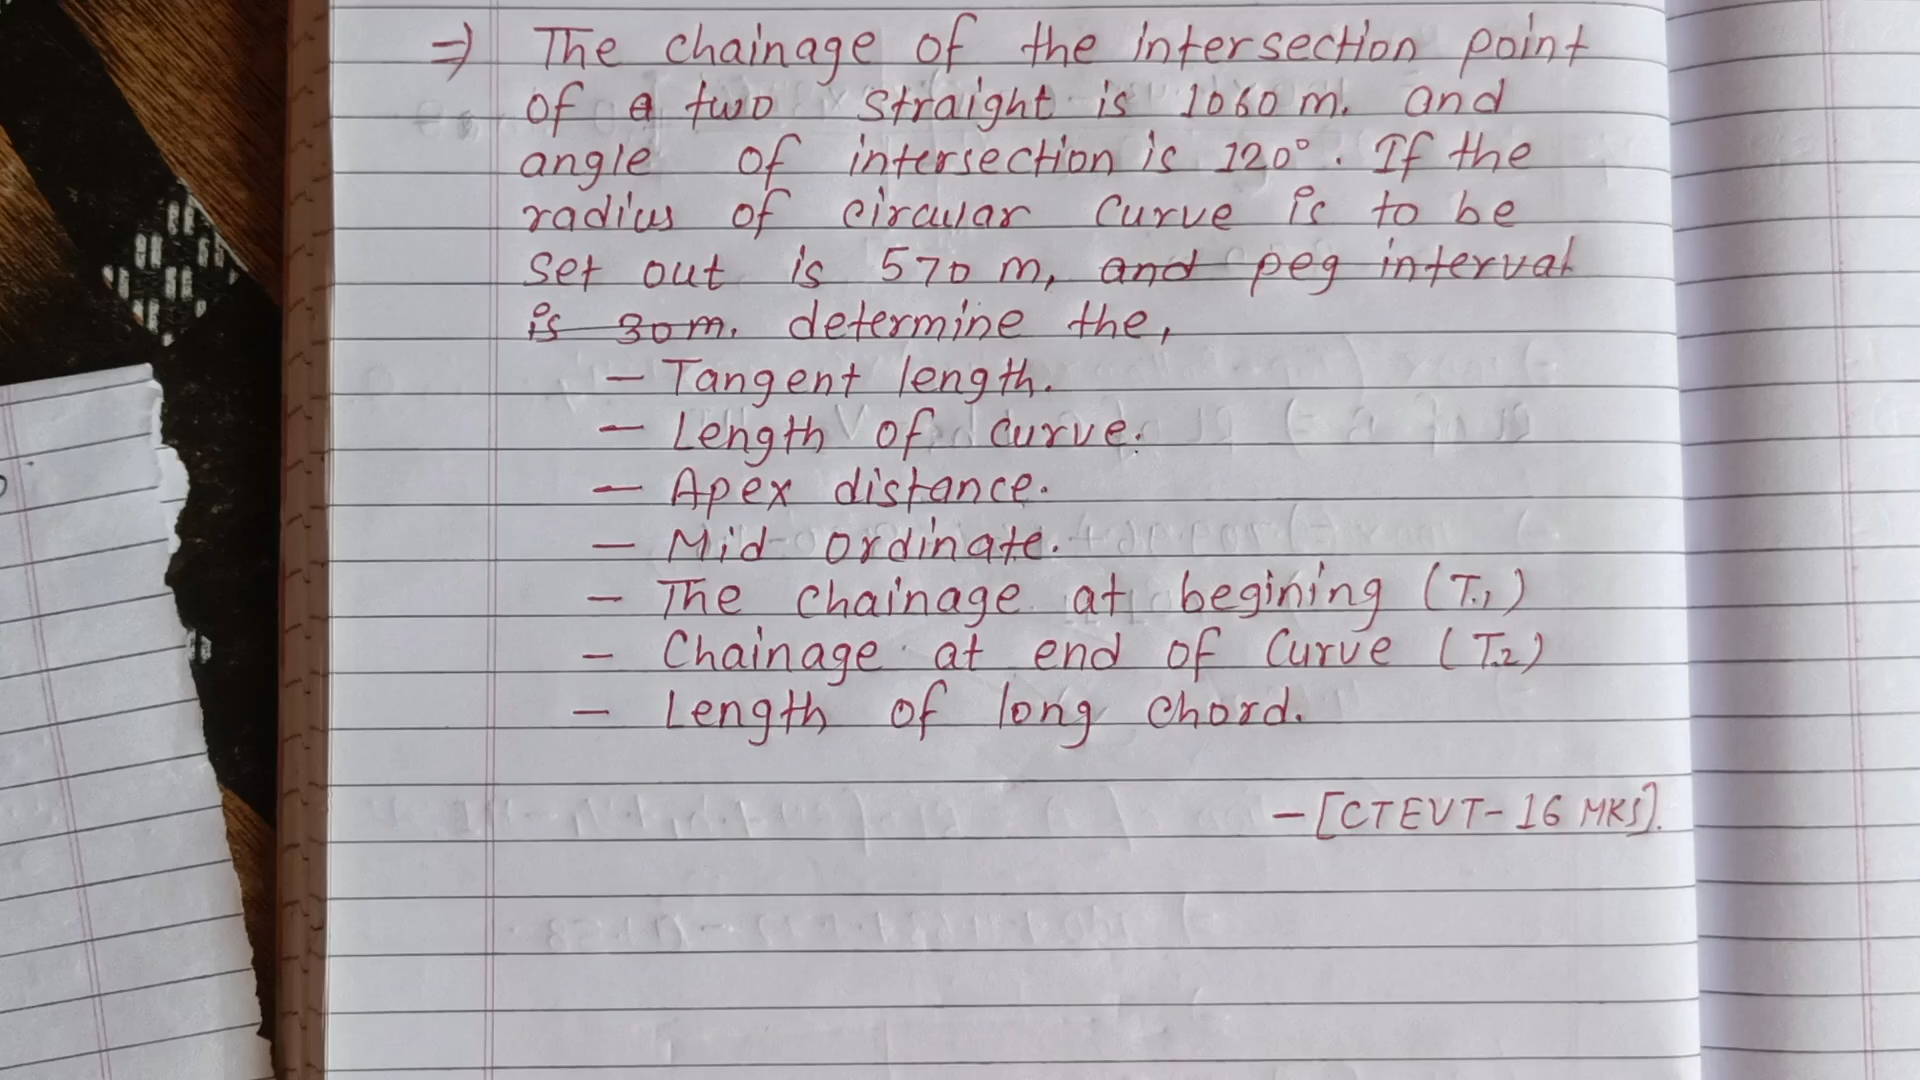 ⇒ The chainage of the intersection point
of a two straight is 1060 m. and
angle of intersection is 120°. If the
radius of circular curve is to be
set out is 570 m, and peg interval
is 30m. determine the,
– Tangent length.
– Length of curve.
– Apex distance.
– Mid ordinate.
– The chainage at begining (T.1)
– Chainage at end of curve (T.2)
– Length of long chord.
– [CTEVT- 16 MKS].